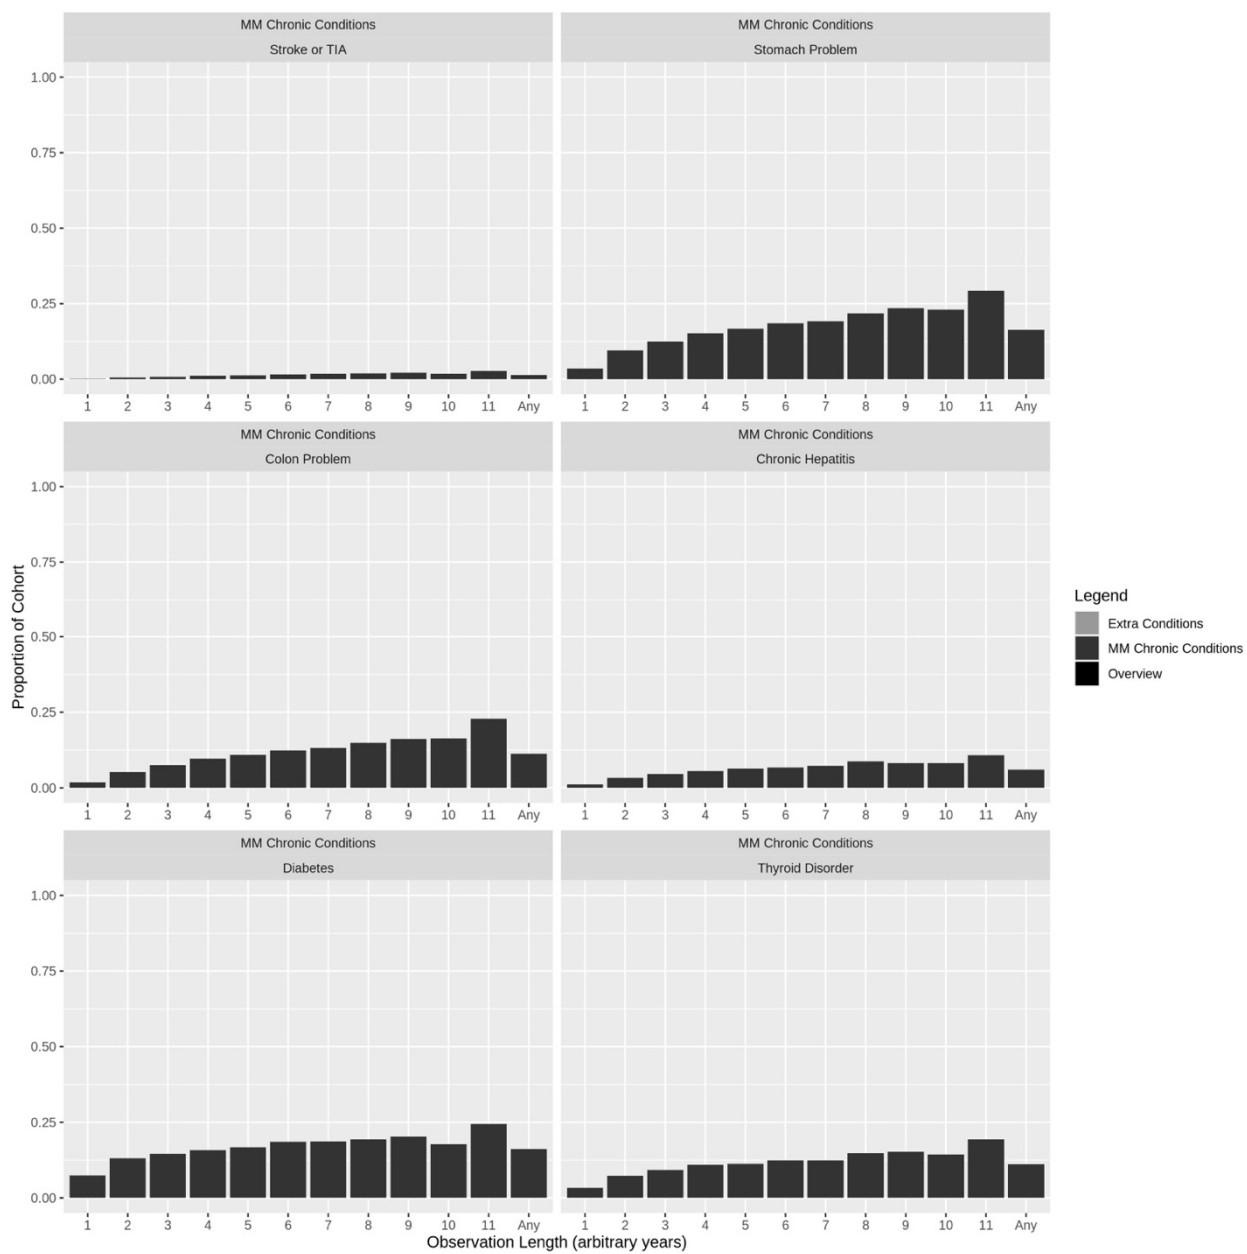 MM Chronic Conditions
Stroke or TIA
MM Chronic Conditions
Stomach Problem
1.00
0.75
0.50
0.25
0.00
1 2 3 4 5 6 7 8 9 10 11 Any
1 2 3 4 5 6 7 8 9 10 11 Any
MM Chronic Conditions
Colon Problem
MM Chronic Conditions
Chronic Hepatitis
1.00
0.75
0.50
0.25
0.00
1 2 3 4 5 6 7 8 9 10 11 Any
1 2 3 4 5 6 7 8 9 10 11 Any
MM Chronic Conditions
Diabetes
MM Chronic Conditions
Thyroid Disorder
1.00
0.75
0.50
0.25
0.00
1 2 3 4 5 6 7 8 9 10 11 Any
1 2 3 4 5 6 7 8 9 10 11 Any
Proportion of Cohort
Observation Length (arbitrary years)
Legend
Extra Conditions
MM Chronic Conditions
Overview